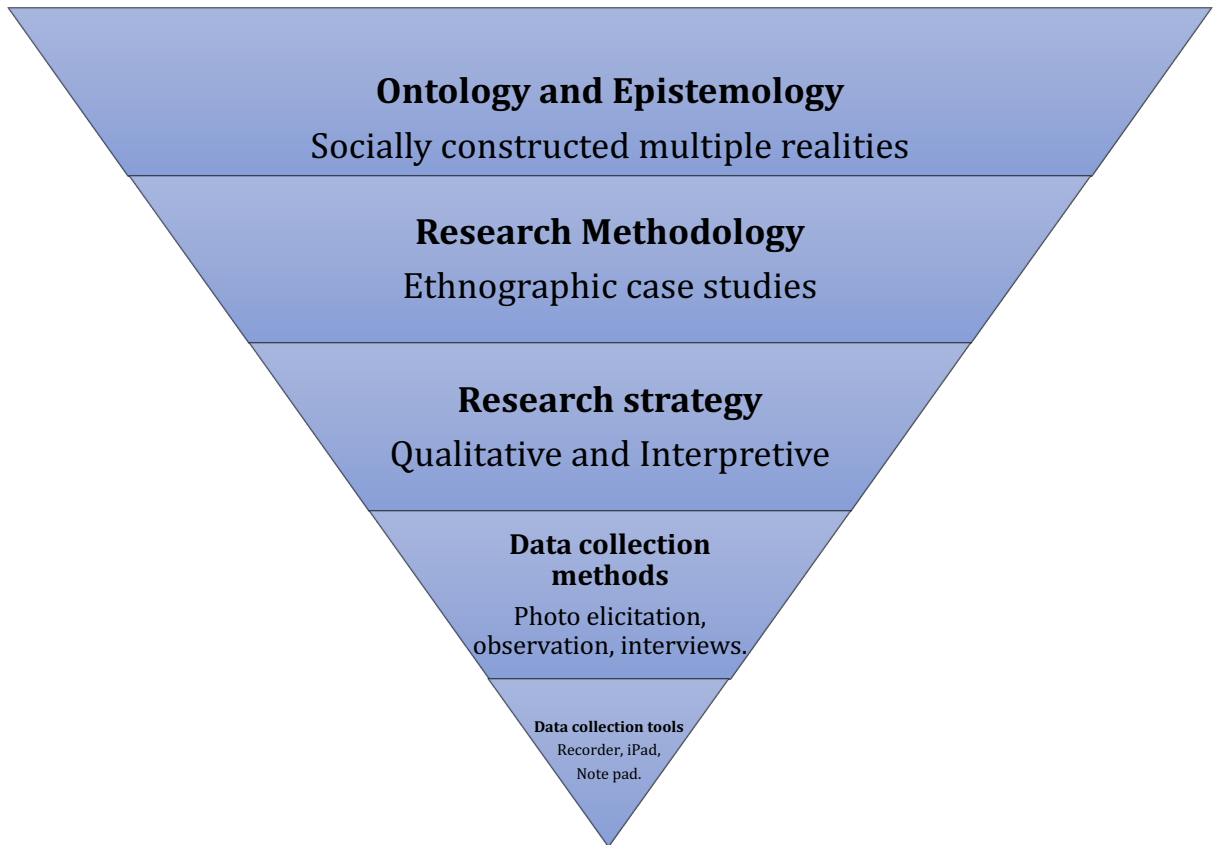 Ontology and Epistemology
Socially constructed multiple realities
Research Methodology
Ethnographic case studies
Research strategy
Qualitative and Interpretive
Data collection
methods
Photo elicitation,
observation, interviews.
Data collection tools
Recorder, iPad,
Note pad.